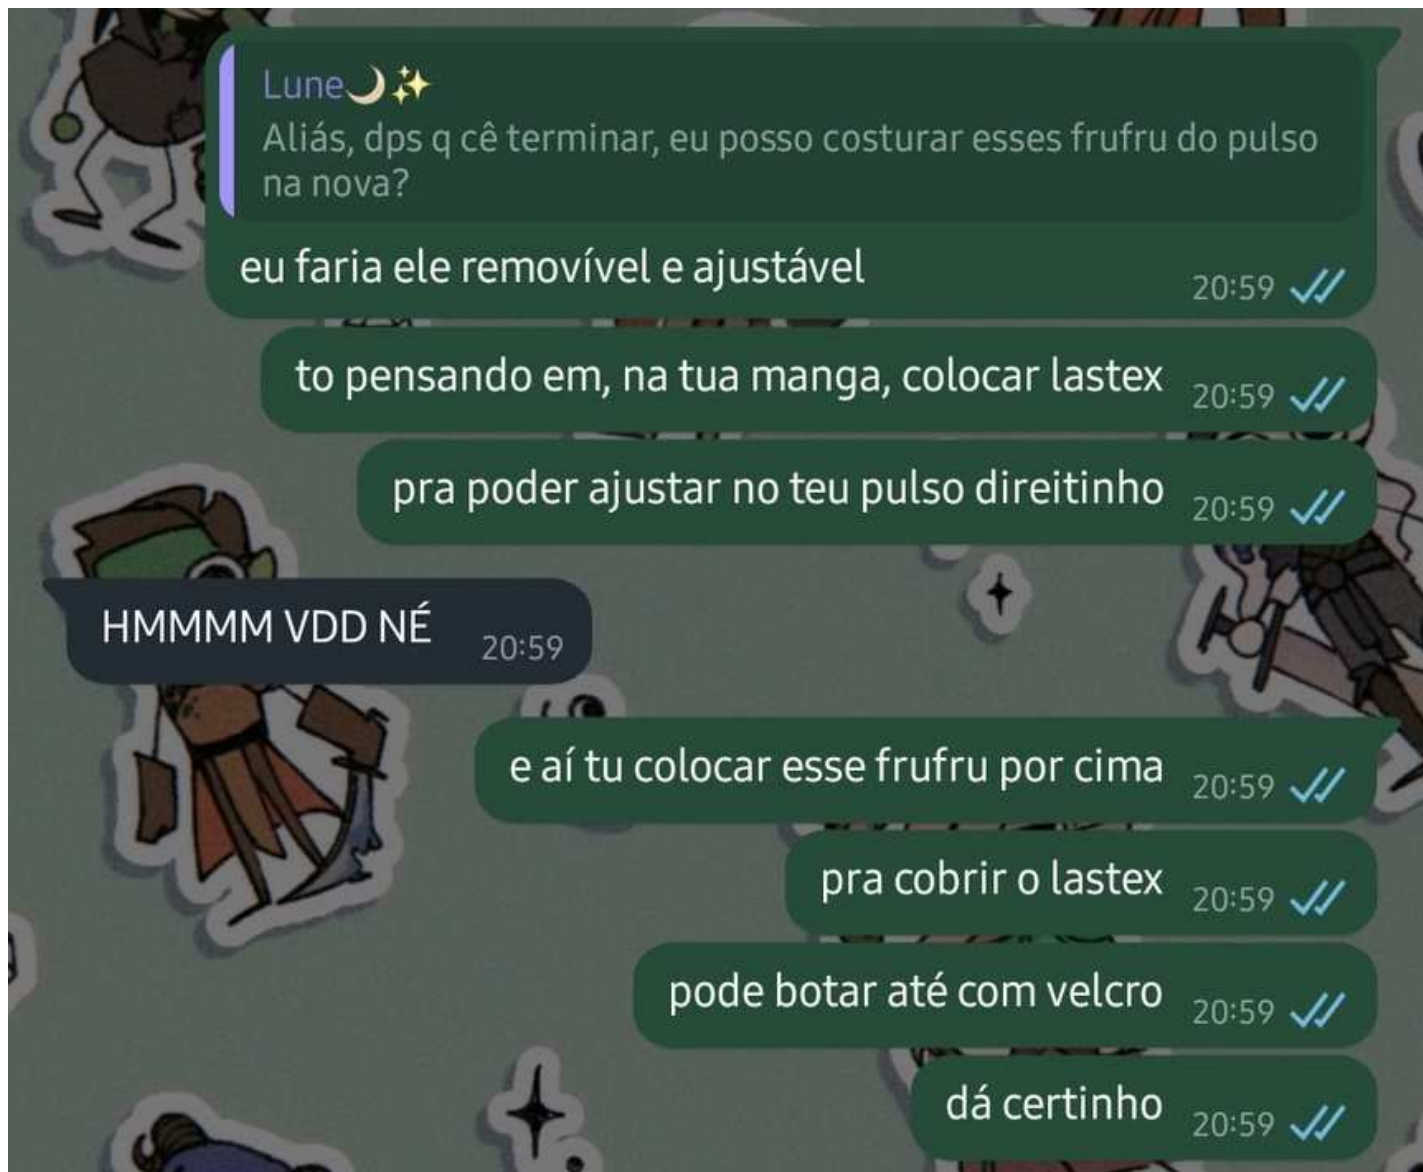 Lune🌙✨
Aliás, dps q cê terminar, eu posso costurar esses frufru do pulso
na nova?
eu faria ele removível e ajustável
20:59
to pensando em, na tua manga, colocar lastex
20:59
pra poder ajustar no teu pulso direitinho
20:59
HMMMM VDD NÉ
20:59
e aí tu colocar esse frufru por cima
20:59
pra cobrir o lastex
20:59
pode botar até com velcro
20:59
dá certinho
20:59